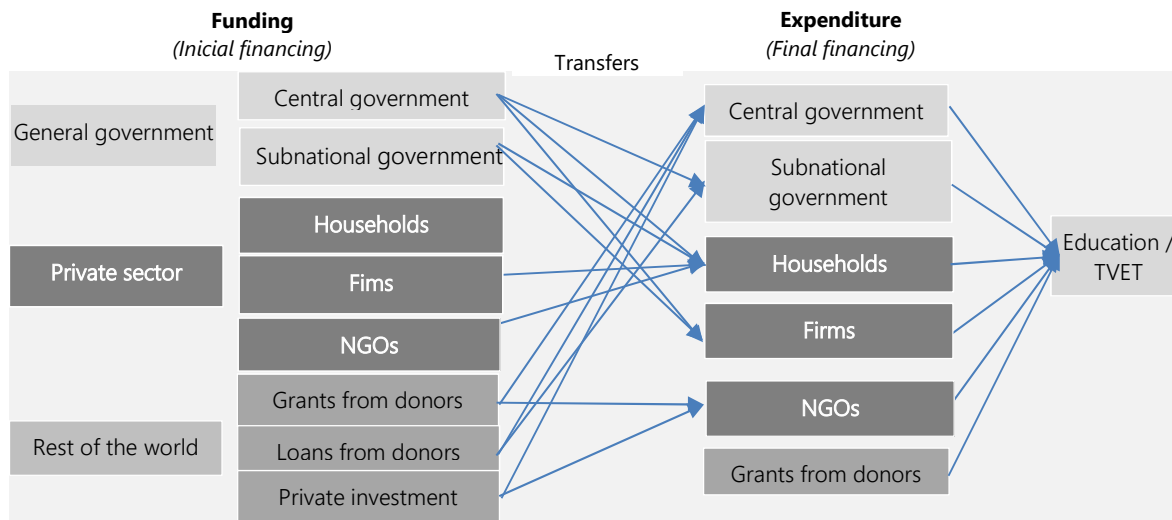 Funding
(Inicial financing)
Transfers
Expenditure
(Final financing)
General government
Central government
Subnational government
Private sector
Households
Fims
NGOs
Rest of the world
Grants from donors
Loans from donors
Private investment
Central government
Subnational
government
Households
Firms
NGOs
Grants from donors
Education /
TVET